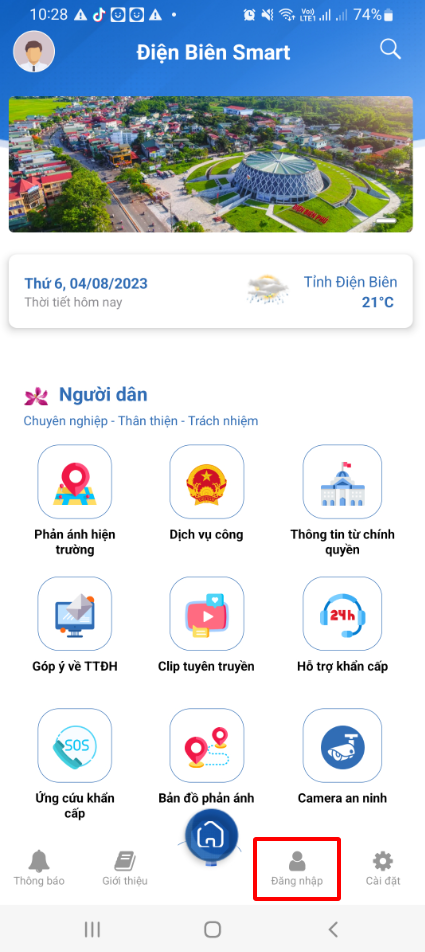 10:28 74%
Điện Biên Smart
ĐIỆN BIÊN PHỦ
Thứ 6, 04/08/2023
Tỉnh Điện Biên
Thời tiết hôm nay
21°C
Người dân
Chuyên nghiệp - Thân thiện - Trách nhiệm
Phản ánh hiện
trường
Dịch vụ công
Thông tin từ chính
quyền
24h
Góp ý về TTĐH
Clip tuyên truyền
Hỗ trợ khẩn cấp
SOS
Ứng cứu khẩn
cấp
Bản đồ phản ánh
Camera an ninh
Thông báo
Giới thiệu
Đăng nhập
Cài đặt